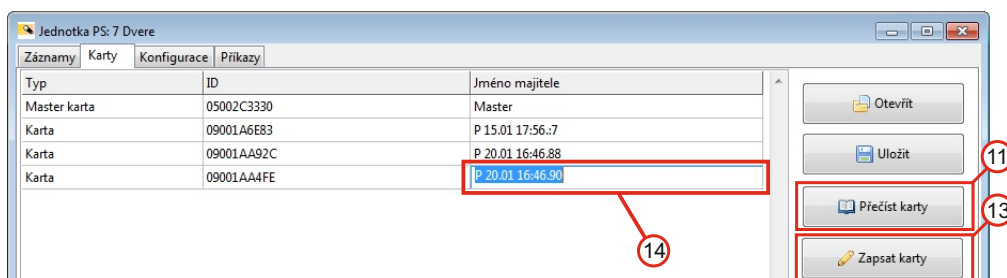 Jednotka PS: 7 Dvere
Záznamy Karty Konfigurace Příkazy
Typ ID Jméno majitele
Master karta 05002C3330 Master
Karta 09001A6E83 P 15.01 17:56.:7
Karta 09001AA92C P 20.01 16:46.88
Karta 09001AA4FE P 20.01 16:46.90
Otevřít
Uložit
11
Přečíst karty
13
Zapsat karty
14